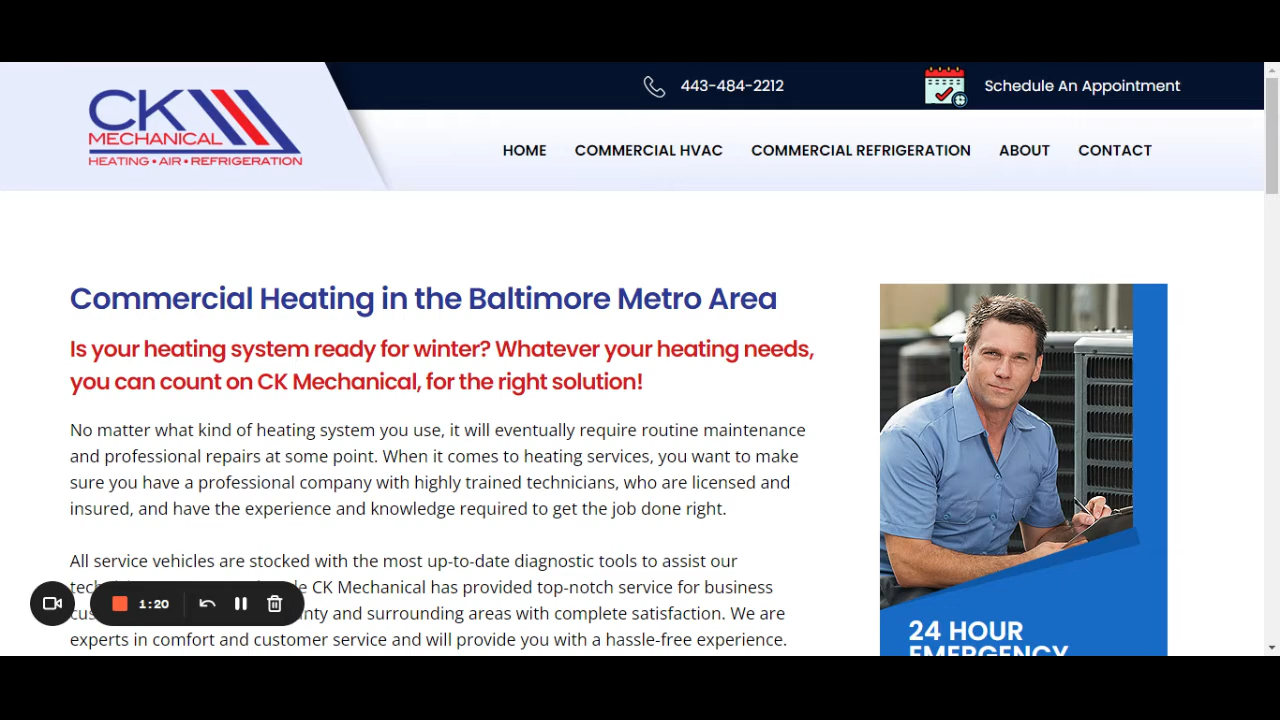 CK
MECHANICAL
HEATING • AIR • REFRIGERATION
443-484-2212
Schedule An Appointment
HOME COMMERCIAL HVAC COMMERCIAL REFRIGERATION ABOUT CONTACT
Commercial Heating in the Baltimore Metro Area
Is your heating system ready for winter? Whatever your heating needs,
you can count on CK Mechanical, for the right solution!
No matter what kind of heating system you use, it will eventually require routine maintenance
and professional repairs at some point. When it comes to heating services, you want to make
sure you have a professional company with highly trained technicians, who are licensed and
insured, and have the experience and knowledge required to get the job done right.
All service vehicles are stocked with the most up-to-date diagnostic tools to assist our
CK Mechanical has provided top-notch service for business
and surrounding areas with complete satisfaction. We are
experts in comfort and customer service and will provide you with a hassle-free experience.
1:20
24 HOUR
EMERGENCY